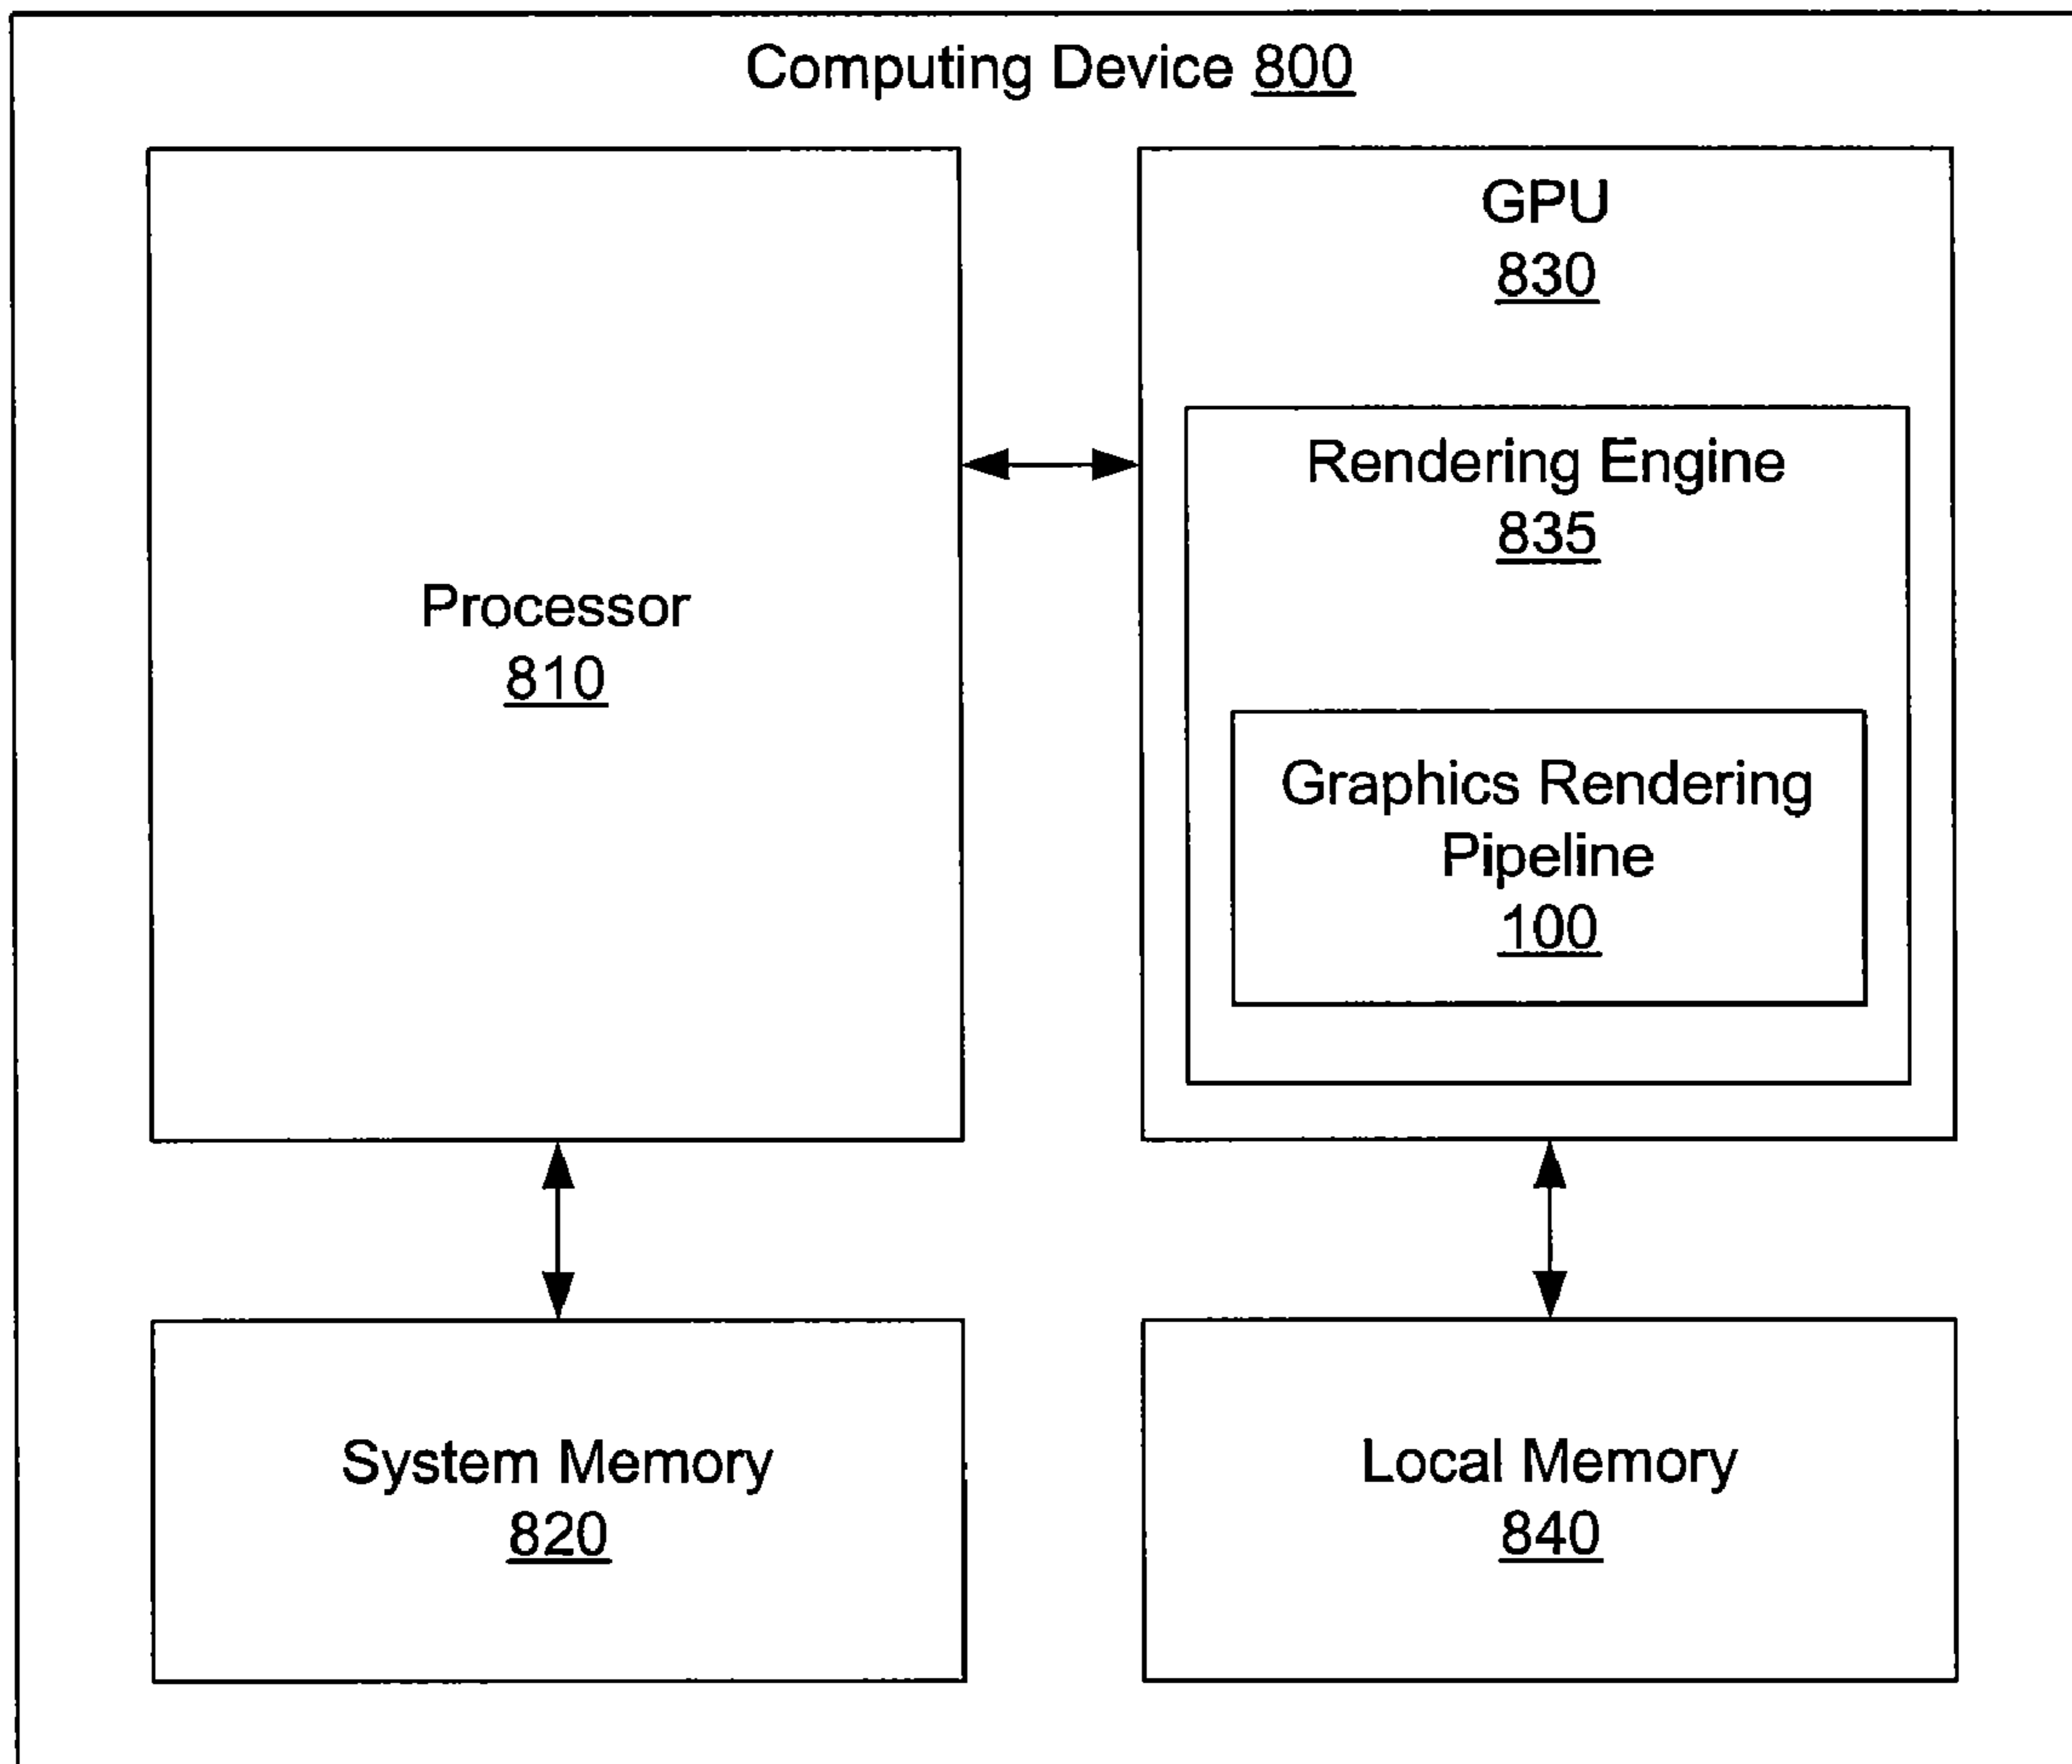 Computing Device 800
Processor
810
GPU
830
Rendering Engine
835
Graphics Rendering
Pipeline
100
System Memory
820
Local Memory
840